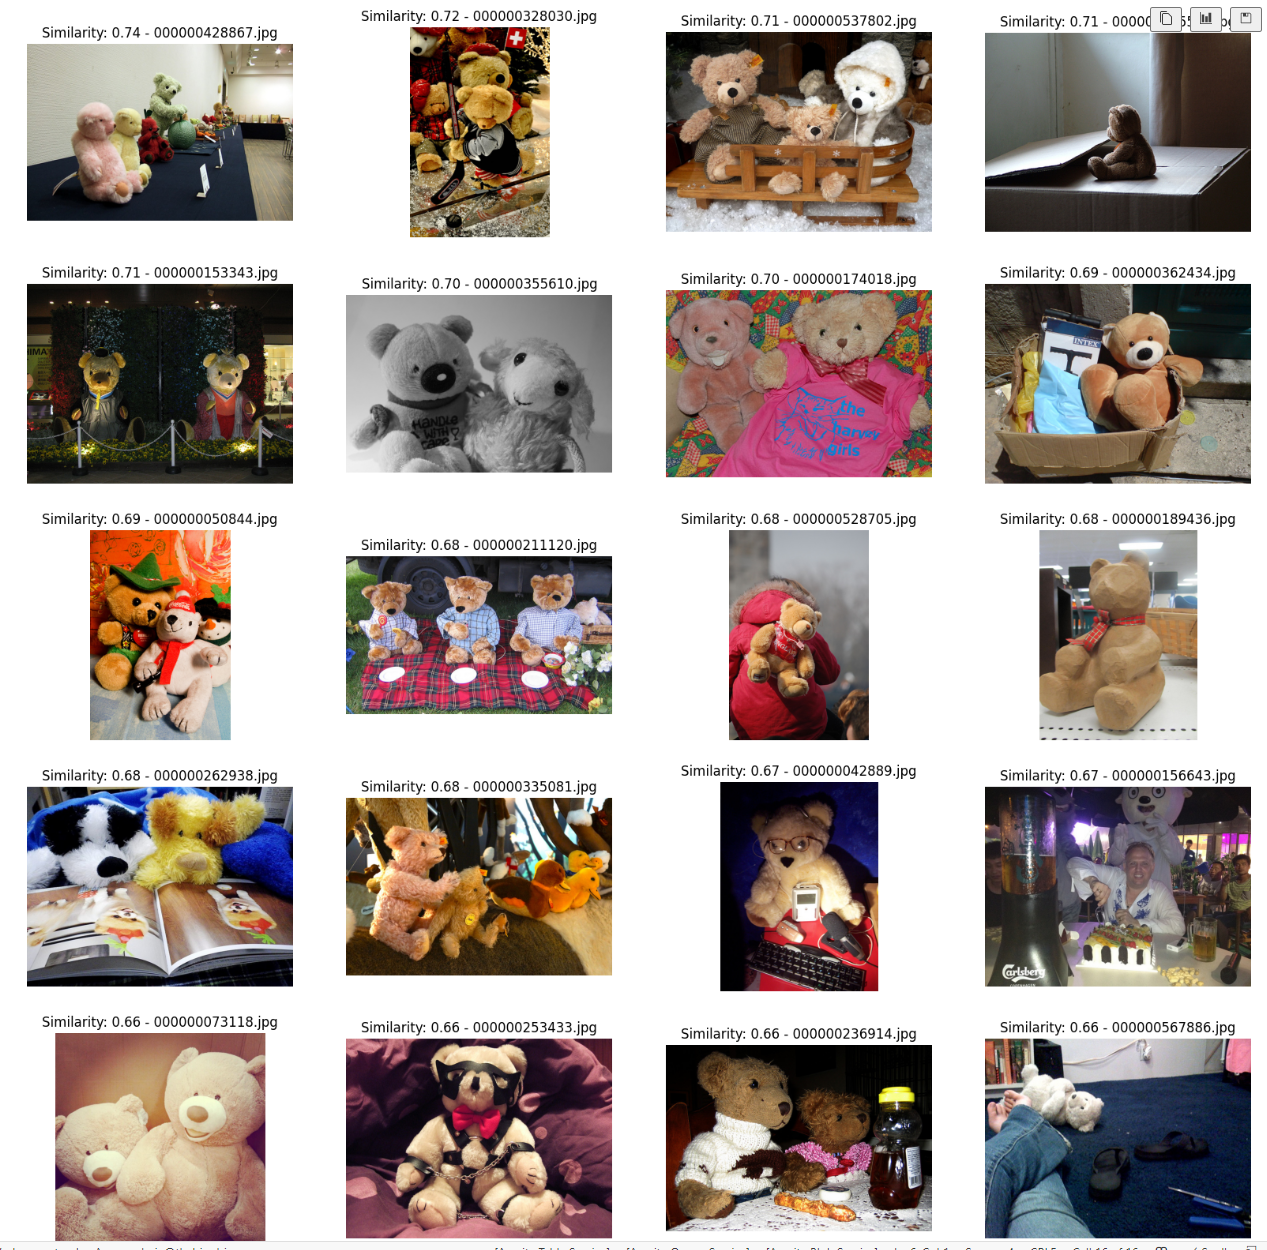 Similarity: 0.74 - 000000428867.jpg
Similarity: 0.72 - 000000328030.jpg
Similarity: 0.71 - 000000537802.jpg
Similarity: 0.71 -
Similarity: 0.71 - 000000153343.jpg
Similarity: 0.70 - 000000355610.jpg
HANDLE
WITH
Similarity: 0.70 - 000000174018.jpg
the
harvey
girls
Similarity: 0.69 - 000000362434.jpg
INTEX
Similarity: 0.69 - 000000050844.jpg
Similarity: 0.68 - 000000211120.jpg
Similarity: 0.68 - 000000528705.jpg
Similarity: 0.68 - 000000189436.jpg
Similarity: 0.68 - 000000262938.jpg
Similarity: 0.68 - 000000335081.jpg
Similarity: 0.67 - 000000042889.jpg
Similarity: 0.67 - 000000156643.jpg
Carlsberg
Similarity: 0.66 - 000000073118.jpg
Similarity: 0.66 - 000000253433.jpg
Similarity: 0.66 - 000000236914.jpg
Similarity: 0.66 - 000000567886.jpg